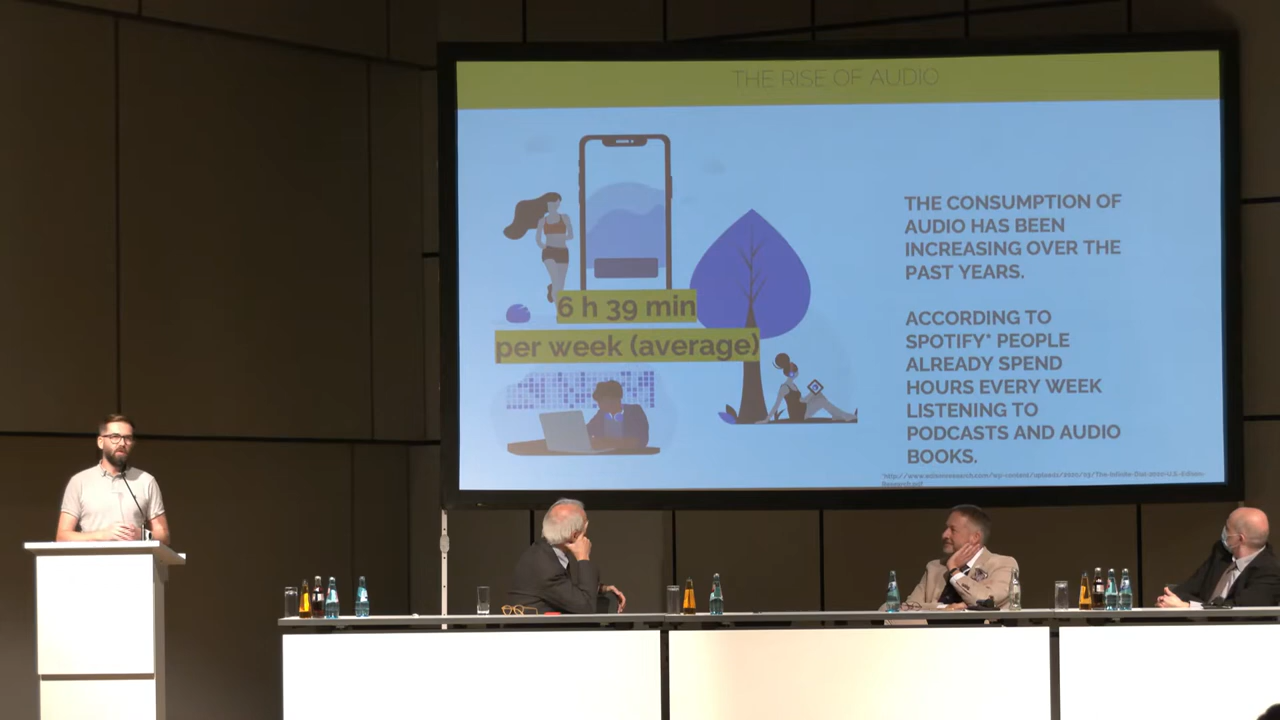 THE RISE OF AUDIO
6 h 39 min
per week (average)
THE CONSUMPTION OF
AUDIO HAS BEEN
INCREASING OVER THE
PAST YEARS.
ACCORDING TO
SPOTIFY* PEOPLE
ALREADY SPEND
HOURS EVERY WEEK
LISTENING TO
PODCASTS AND AUDIO
BOOKS.